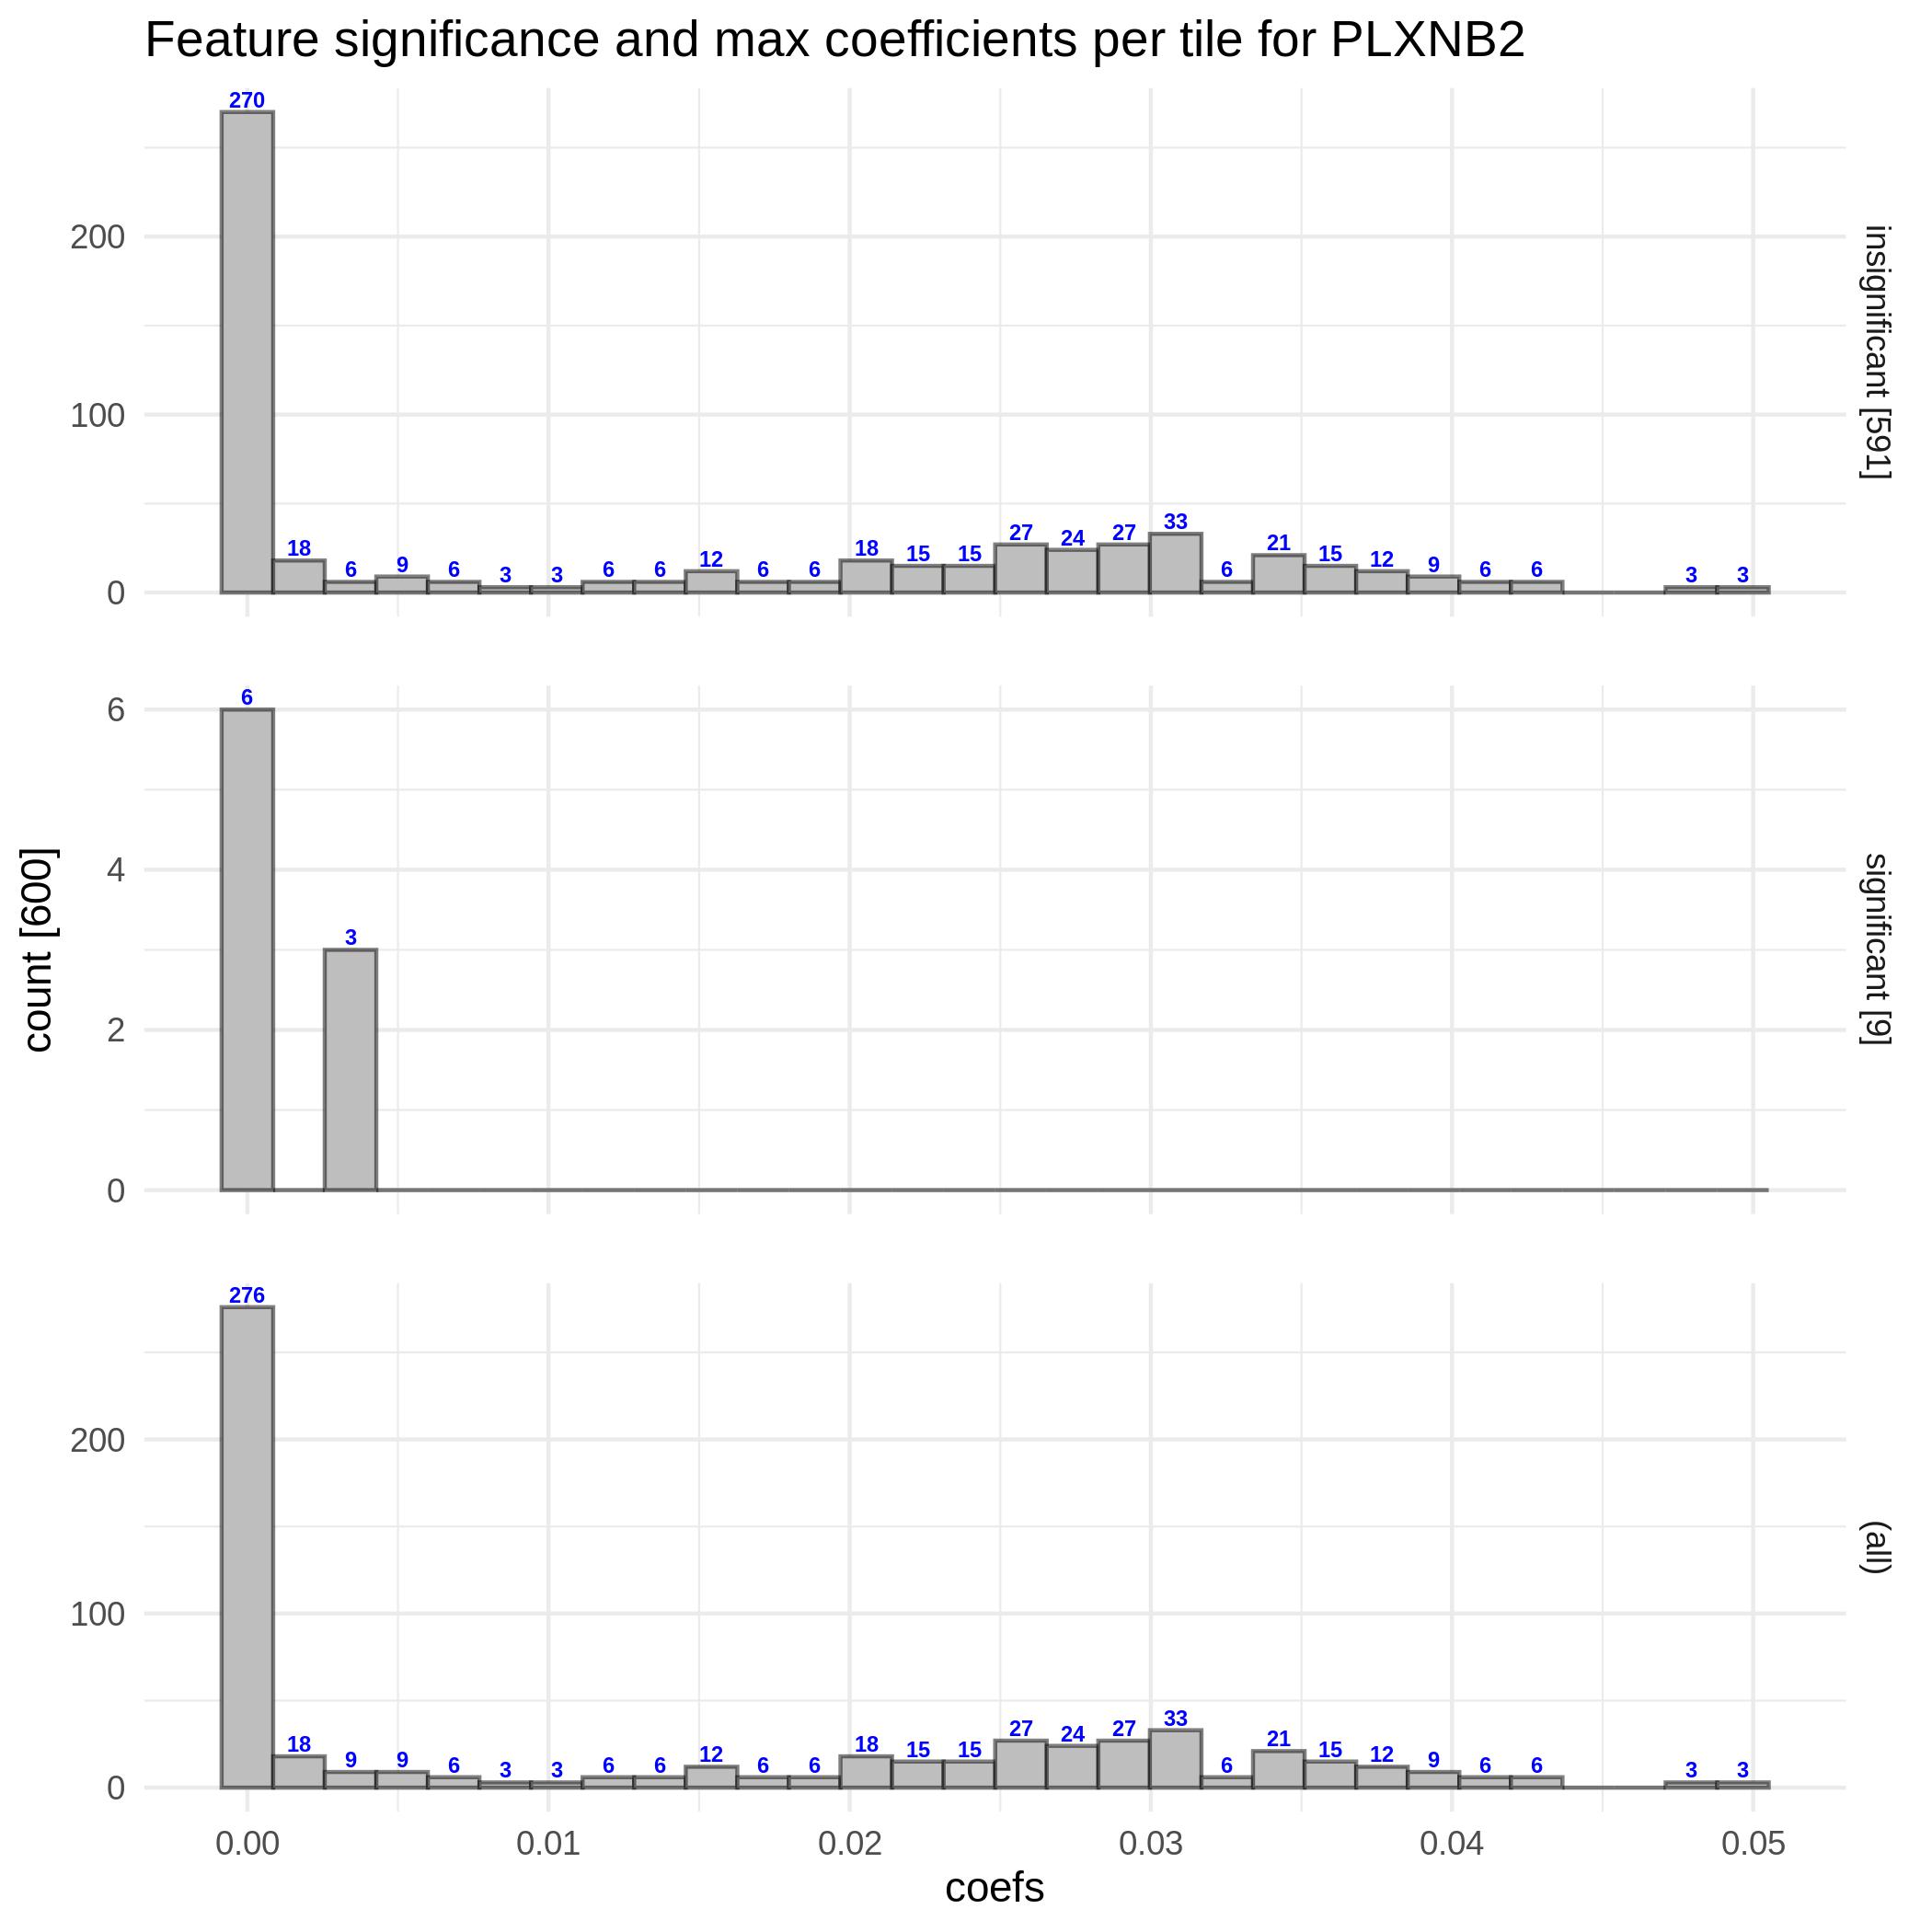 Feature significance and max coefficients per tile for PLXNB2
270
18 6 9 6 3 3 6 6 12 6 6 18 15 15 27 24 27 33 6 21 15 12 9 6 6 3 3
200
100
0
insignificant [591]
6
3
6
4
2
0
significant [9]
count [600]
276
18 9 9 6 3 3 6 6 12 6 6 18 15 15 27 24 27 33 6 21 15 12 9 6 6 3 3
200
100
0
(all)
0.00 0.01 0.02 0.03 0.04 0.05
coefs